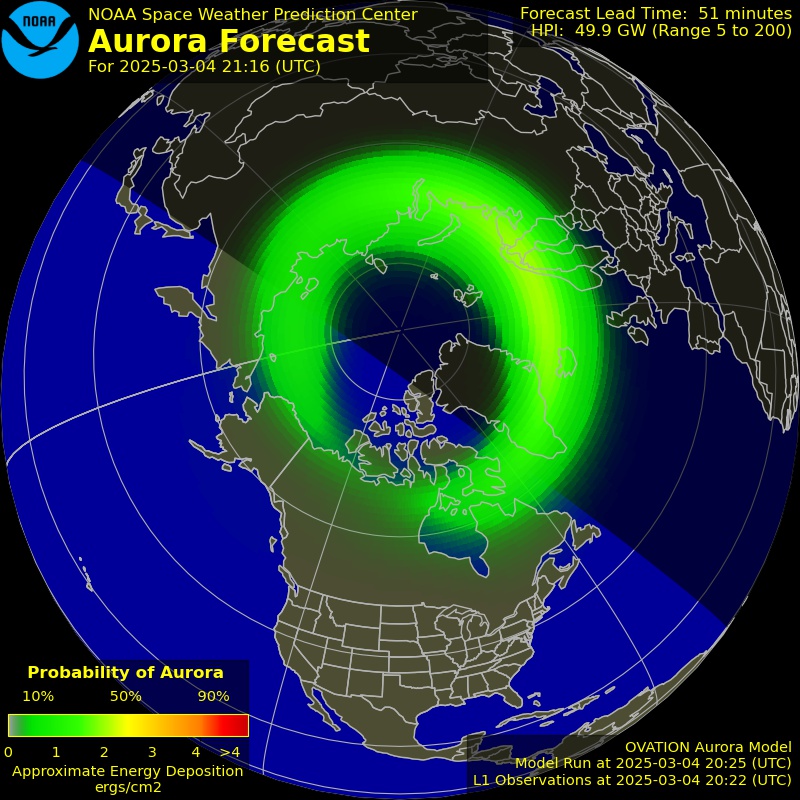 NOAA
NOAA Space Weather Prediction Center
Aurora Forecast
For 2025-03-04 21:16 (UTC)
Forecast Lead Time: 51 minutes
HPI: 49.9 GW (Range 5 to 200)
Probability of Aurora
10% 50% 90%
0 1 2 3 4 >4
Approximate Energy Deposition
ergs/cm2
OVATION Aurora Model
Model Run at 2025-03-04 20:25 (UTC)
L1 Observations at 2025-03-04 20:22 (UTC)